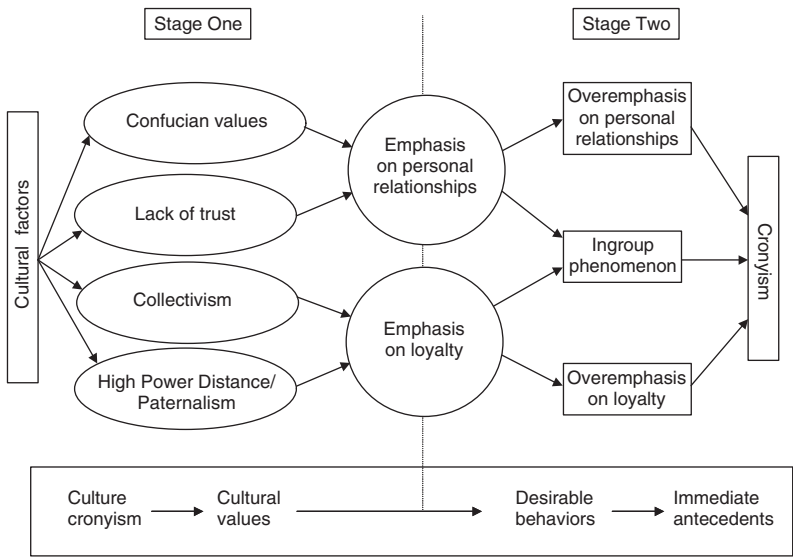 Stage One
Stage Two
Cultural factors
Confucian values
Lack of trust
Collectivism
High Power Distance/
Paternalism
Emphasis
on personal
relationships
Emphasis
on loyalty
Overemphasis
on personal
relationships
Ingroup
phenomenon
Overemphasis
on loyalty
Cronyism
Culture
cronyism
Cultural
values
Desirable
behaviors
Immediate
antecedents